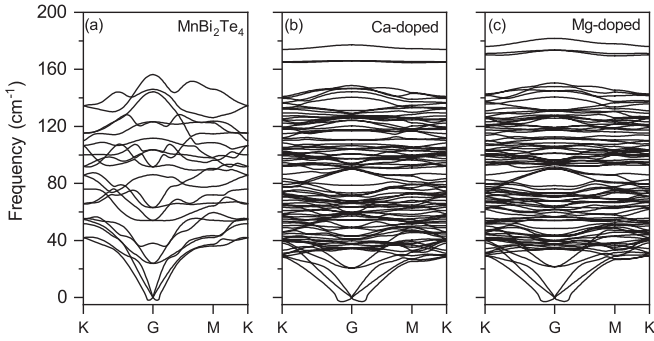 (a) MnBi₂Te₄
(b) Ca-doped
(c) Mg-doped
200
160
120
80
40
0
Frequency (cm⁻¹)
K G M K
K G M K
K G M K